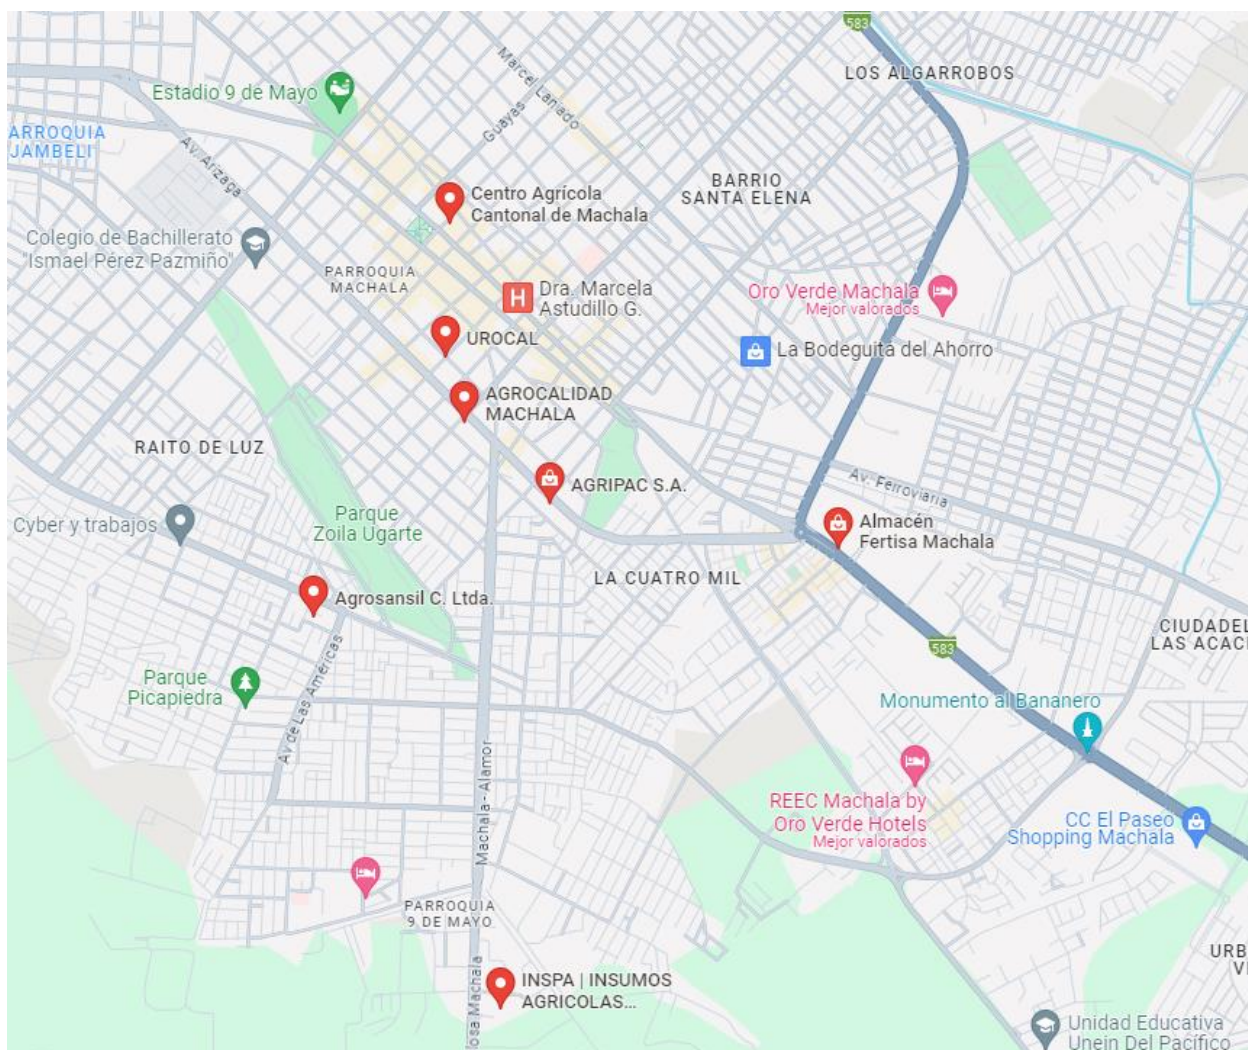 583
LOS ALGARROBOS
Marcel Laniado
Guayas
Estadio 9 de Mayo
ARROQUIA
JAMBELI
Av. Arizaga
BARRIO
SANTA ELENA
Centro Agrícola
Cantonal de Machala
Colegio de Bachillerato
"Ismael Pérez Pazmiño"
PARROQUIA
MACHALA
H
Dra. Marcela
Astudillo G.
Oro Verde Machala
Mejor valorados
UROCAL
La Bodeguita del Ahorro
AGROCALIDAD
MACHALA
RAITO DE LUZ
AGRIPAC S.A.
Av. Ferroviaria
Parque
Zoila Ugarte
Cyber y trabajos
Almacén
Fertisa Machala
LA CUATRO MIL
Agrosansil C. Ltda.
CIUDADEL
LAS ACACI
583
Parque
Picapiedra
Av de Las Américas
Monumento al Bananero
Machala - Alamor
REEC Machala by
Oro Verde Hotels
Mejor valorados
CC El Paseo
Shopping Machala
PARROQUIA
9 DE MAYO
URB
VI
INSPA | INSUMOS
AGRICOLAS...
losa Machala
Unidad Educativa
Unein Del Pacífico